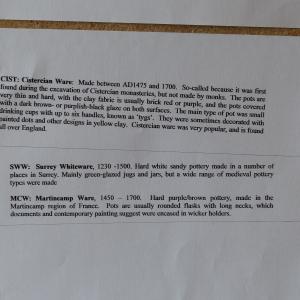 CIST: Cistercian Ware: Made between AD1475 and 1700. So-called because it was first
found during the excavation of Cistercian monasteries, but not made by monks. The pots are
very thin and hard, with the clay fabric is usually brick red or purple, and the pots covered
with a dark brown- or purplish-black glaze on both surfaces. The main type of pot was small
drinking cups with up to six handles, known as 'tygs'. They were sometimes decorated with
painted dots and other designs in yellow clay. Cistercian ware was very popular, and is found
all over England.
SWW: Surrey Whiteware, 1230 -1500. Hard white sandy pottery made in a number of
places in Surrey. Mainly green-glazed jugs and jars, but a wide range of medieval pottery
types were made
MCW: Martincamp Ware, 1450 – 1700. Hard purple/brown pottery, made in the
Martincamp region of France. Pots are usually rounded flasks with long necks, which
documents and contemporary painting suggest were encased in wicker holders.